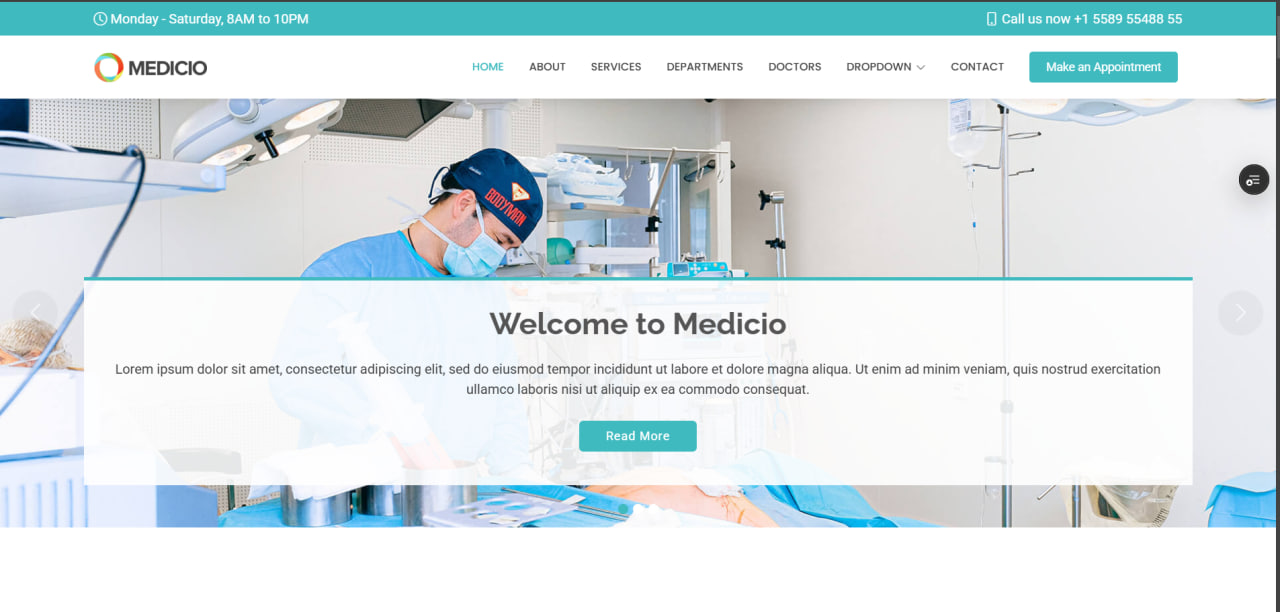 Monday - Saturday, 8AM to 10PM
Call us now +1 5589 55488 55
MEDICIO
HOME
ABOUT
SERVICES
DEPARTMENTS
DOCTORS
DROPDOWN
CONTACT
Make an Appointment
BODYMAN
Welcome to Medicio
Lorem ipsum dolor sit amet, consectetur adipiscing elit, sed do eiusmod tempor incididunt ut labore et dolore magna aliqua. Ut enim ad minim veniam, quis nostrud exercitation
ullamco laboris nisi ut aliquip ex ea commodo consequat.
Read More